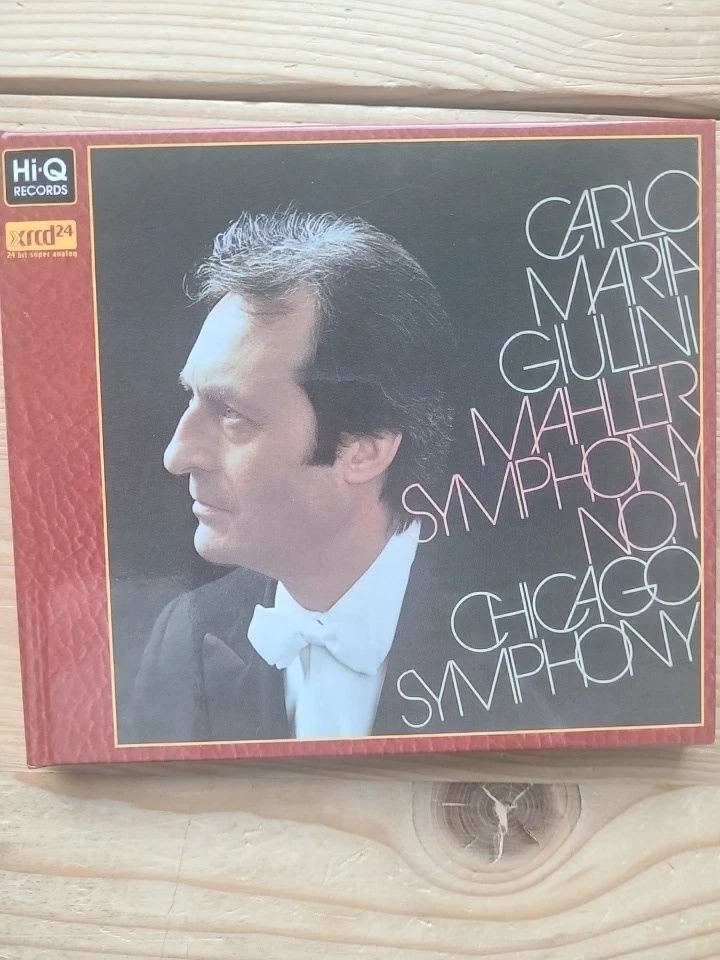 Hi-Q
RECORDS
xrcd24
24 bit super analog
CARLO
MARIA
GIULINI
MAHLER
SYMPHONY
NO.1
CHICAGO
SYMPHONY